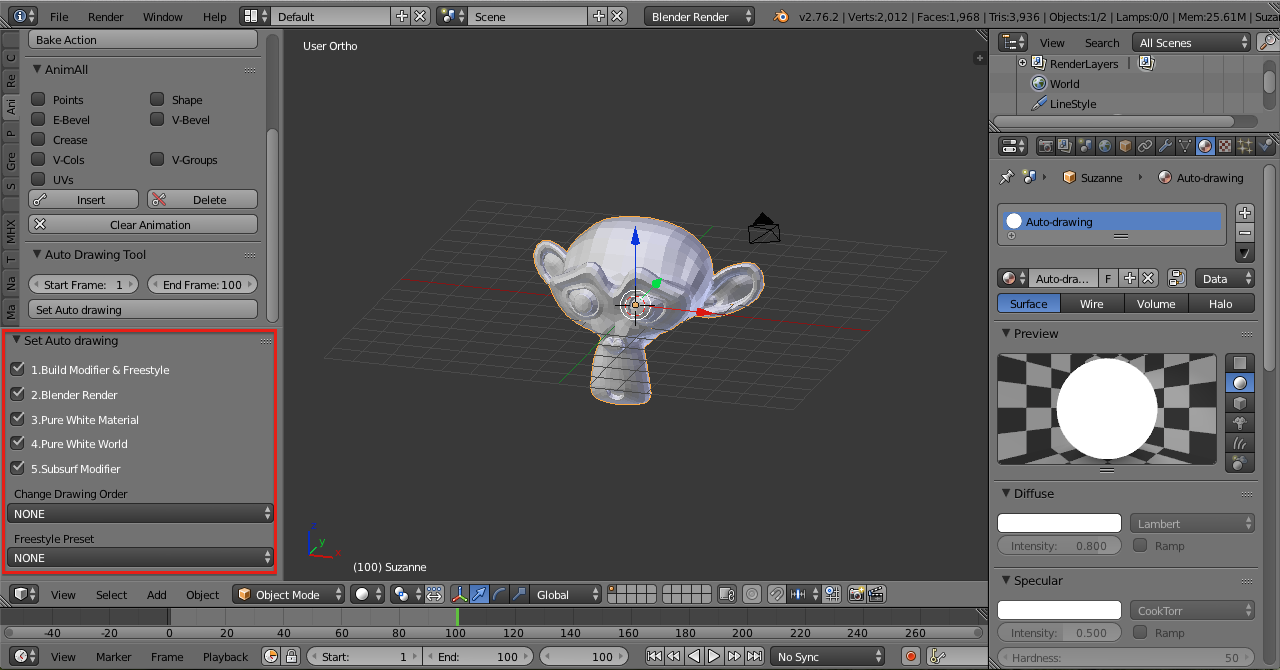 File Render Window Help Default Scene Blender Render v2.76.2 | Verts:2,012 | Faces:1,968 | Tris:3,936 | Objects:1/2 | Lamps:0/0 | Mem:25.61M | Suza
Bake Action
AnimAll
Points Shape
E-Bevel V-Bevel
Crease
V-Cols V-Groups
UVs
Insert Delete
Clear Animation
Auto Drawing Tool
Start Frame: 1 End Frame: 100
Set Auto drawing
C
Re
Ani
P
Gre
S
MHX
T
Na
Ma
Set Auto drawing
1.Build Modifier & Freestyle
2.Blender Render
3.Pure White Material
4.Pure White World
5.Subsurf Modifier
Change Drawing Order
NONE
Freestyle Preset
NONE
User Ortho
z
y
x
(100) Suzanne
View Select Add Object Object Mode Global
-40 -20 0 20 40 60 80 100 120 140 160 180 200 220 240 260
View Marker Frame Playback Start: 1 End: 100 100 No Sync
View Search All Scenes
RenderLayers
World
LineStyle
Suzanne Auto-drawing
Auto-drawing
Auto-dra... F Data
Surface Wire Volume Halo
Preview
Diffuse
Lambert
Intensity: 0.800 Ramp
Specular
CookTorr
Intensity: 0.500 Ramp
Hardness: 50